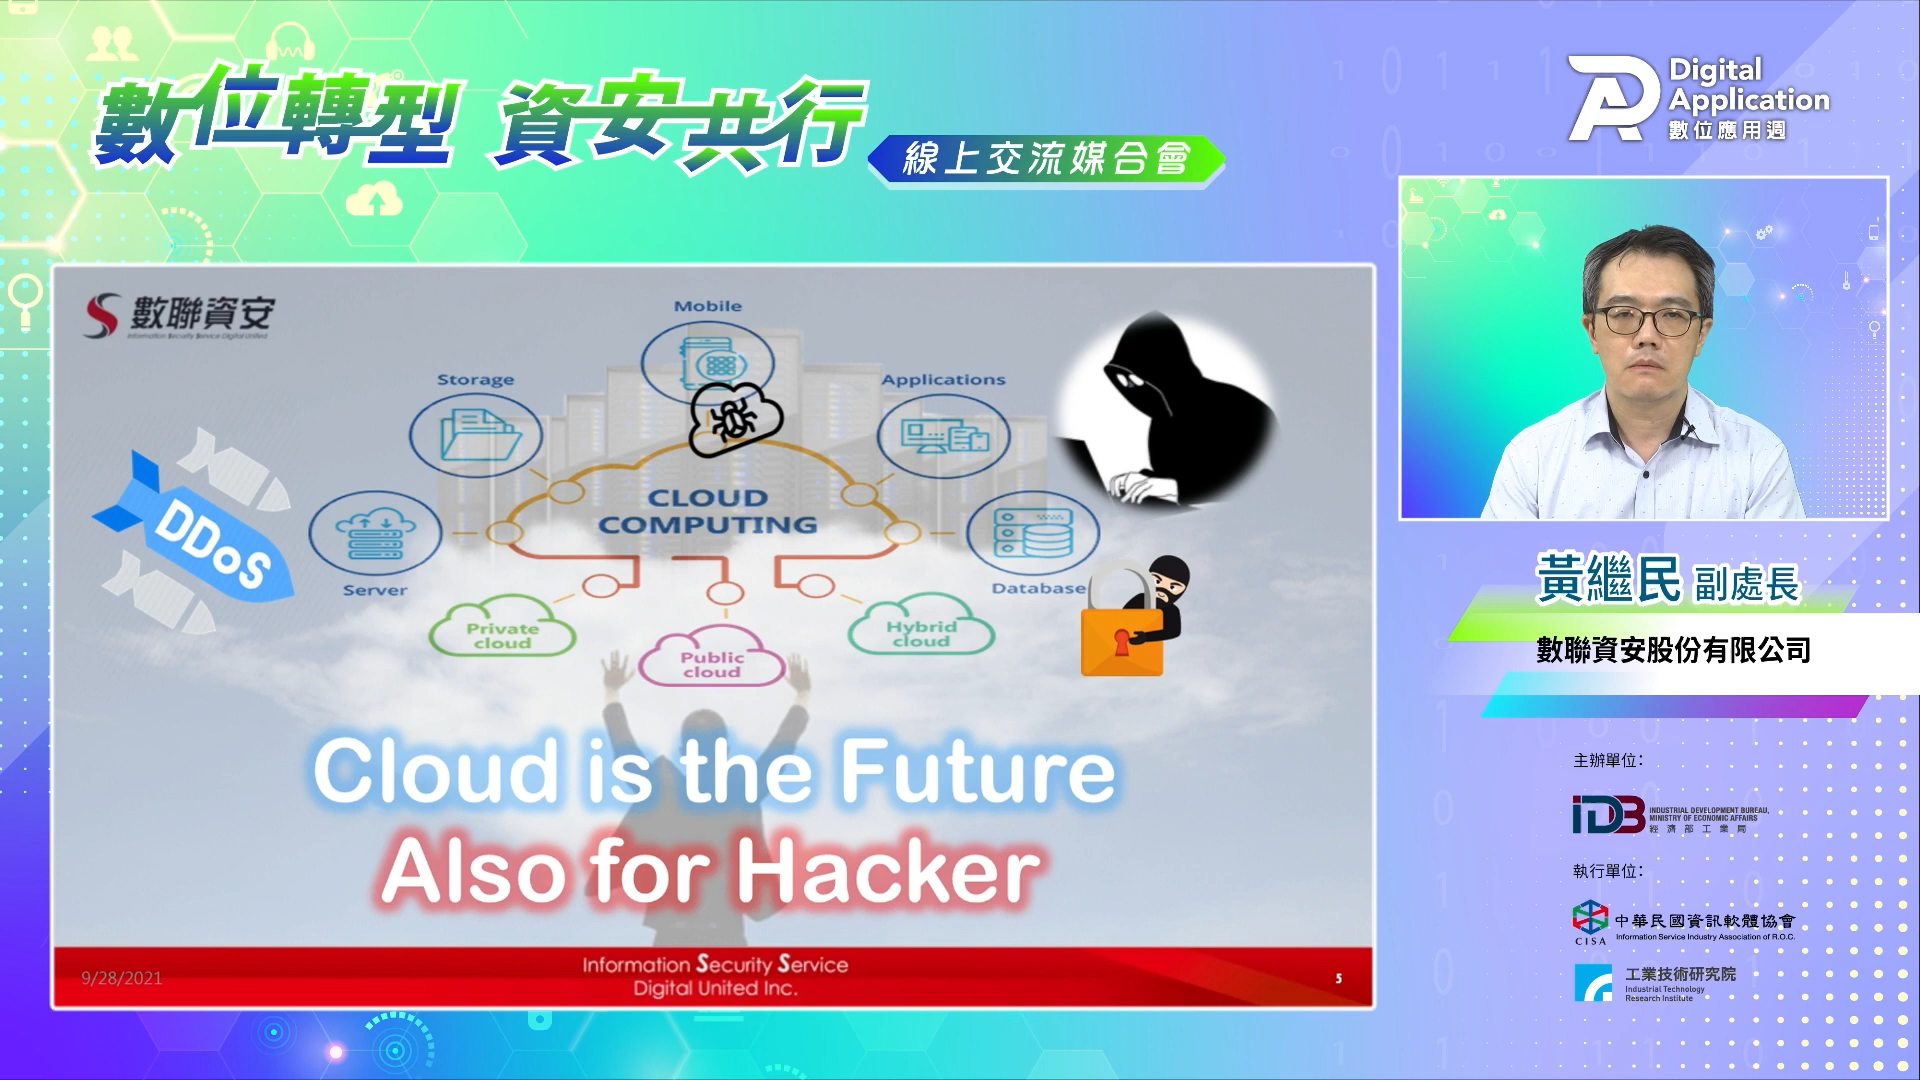 數位轉型 資安共行
線上交流媒合會
Digital
Application
數位應用週
數聯資安
Information Security Service Digital United
Mobile
Storage
Applications
CLOUD
COMPUTING
DDoS
Server
Database
Private
cloud
Public
cloud
Hybrid
cloud
Cloud is the Future
Also for Hacker
9/28/2021
Information Security Service
Digital United Inc.
5
黃繼民 副處長
數聯資安股份有限公司
主辦單位:
IDB
INDUSTRIAL DEVELOPMENT BUREAU,
MINISTRY OF ECONOMIC AFFAIRS
經濟部工業局
執行單位:
CISA
中華民國資訊軟體協會
Information Service Industry Association of R.O.C.
工業技術研究院
Industrial Technology
Research Institute